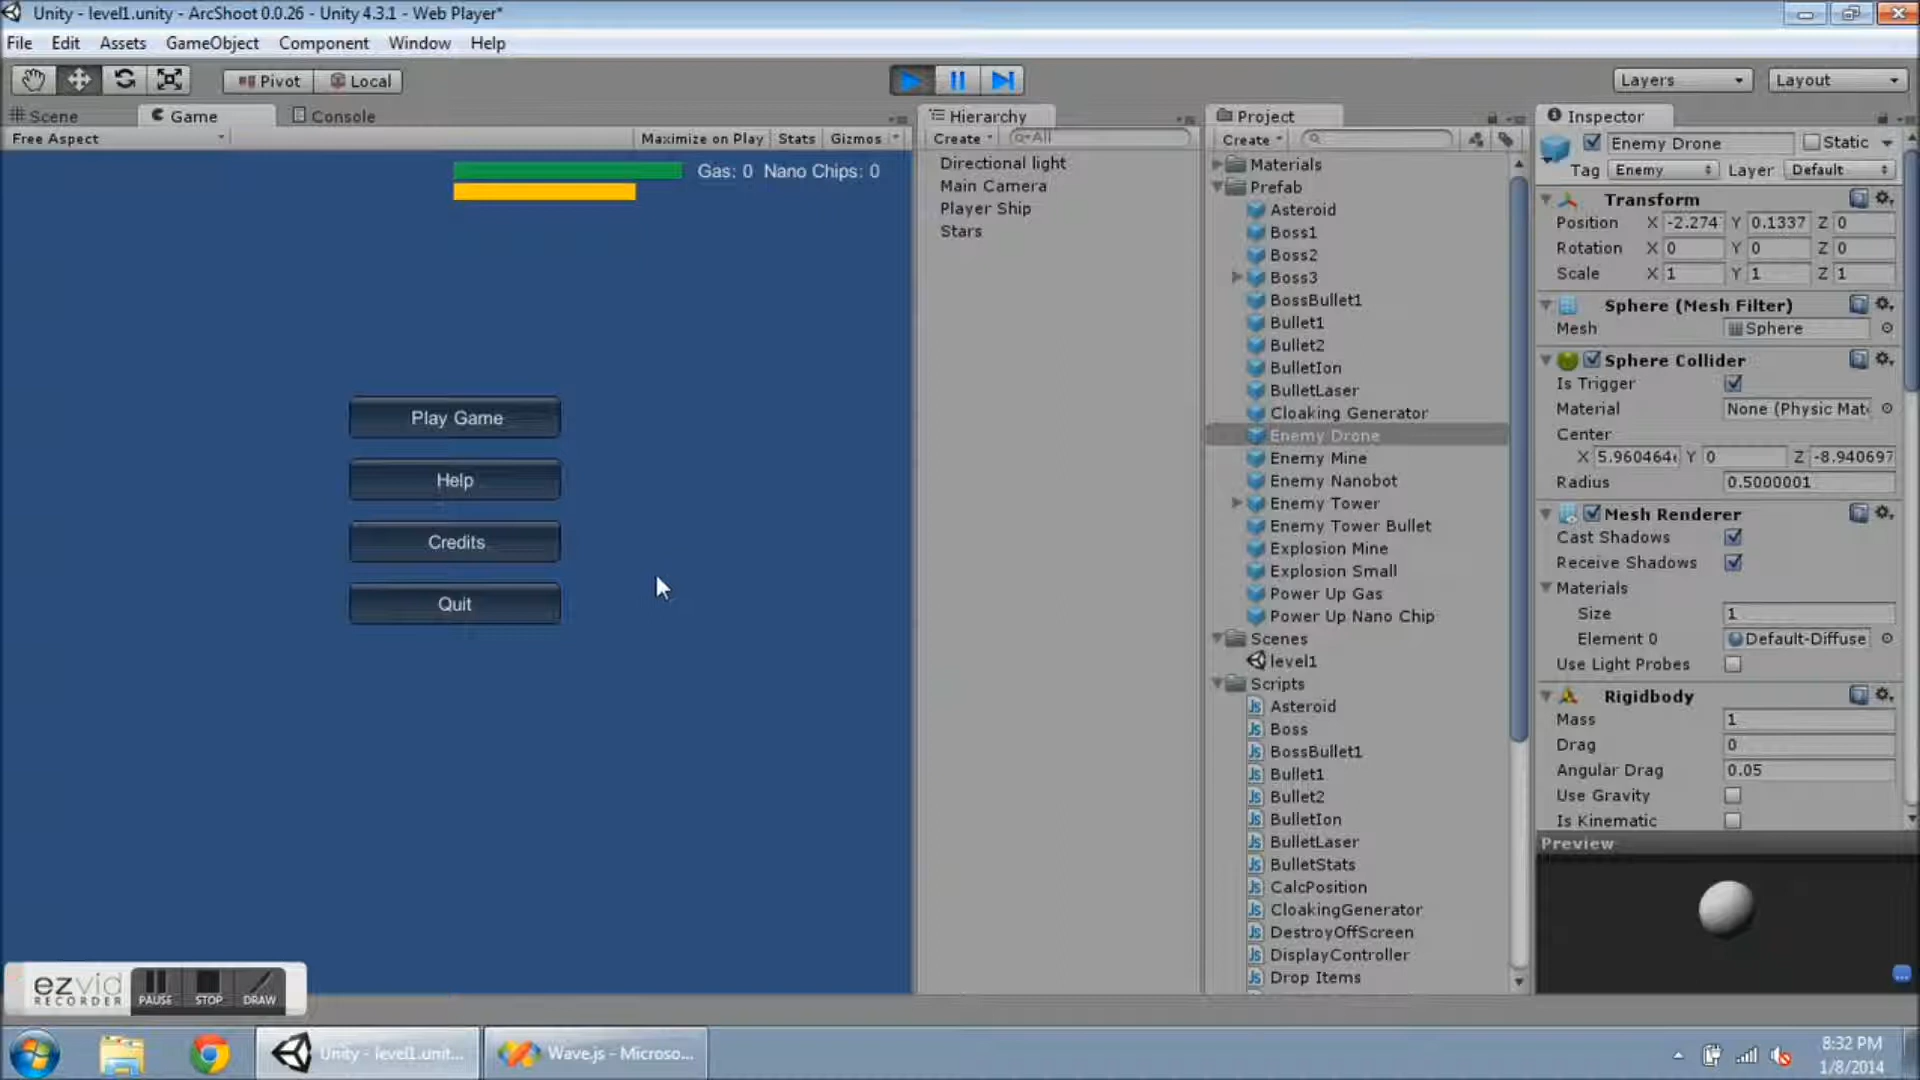 Unity - level1.unity - ArcShoot 0.0.26 - Unity 4.3.1 - Web Player*
File Edit Assets GameObject Component Window Help
Pivot Local Layers Layout
Scene Game Console
Free Aspect Maximize on Play Stats Gizmos
Gas: 0 Nano Chips: 0
Play Game
Help
Credits
Quit
ezvid
RECORDER
PAUSE STOP DRAW
Hierarchy
Create All
Directional light
Main Camera
Player Ship
Stars
Project
Create
Materials
Prefab
Asteroid
Boss1
Boss2
Boss3
BossBullet1
Bullet1
Bullet2
BulletIon
BulletLaser
Cloaking Generator
Enemy Drone
Enemy Mine
Enemy Nanobot
Enemy Tower
Enemy Tower Bullet
Explosion Mine
Explosion Small
Power Up Gas
Power Up Nano Chip
Scenes
level1
Scripts
Asteroid
Boss
BossBullet1
Bullet1
Bullet2
BulletIon
BulletLaser
BulletStats
CalcPosition
CloakingGenerator
DestroyOffScreen
DisplayController
Drop Items
Inspector
Enemy Drone Static
Tag Enemy Layer Default
Transform
Position X -2.274 Y 0.1337 Z 0
Rotation X 0 Y 0 Z 0
Scale X 1 Y 1 Z 1
Sphere (Mesh Filter)
Mesh Sphere
Sphere Collider
Is Trigger
Material None (Physic Mat
Center
X 5.960464 Y 0 Z -8.940697
Radius 0.5000001
Mesh Renderer
Cast Shadows
Receive Shadows
Materials
Size 1
Element 0 Default-Diffuse
Use Light Probes
Rigidbody
Mass 1
Drag 0
Angular Drag 0.05
Use Gravity
Is Kinematic
Preview
Unity - level1.unit... Wave.js - Microso...
8:32 PM
1/8/2014